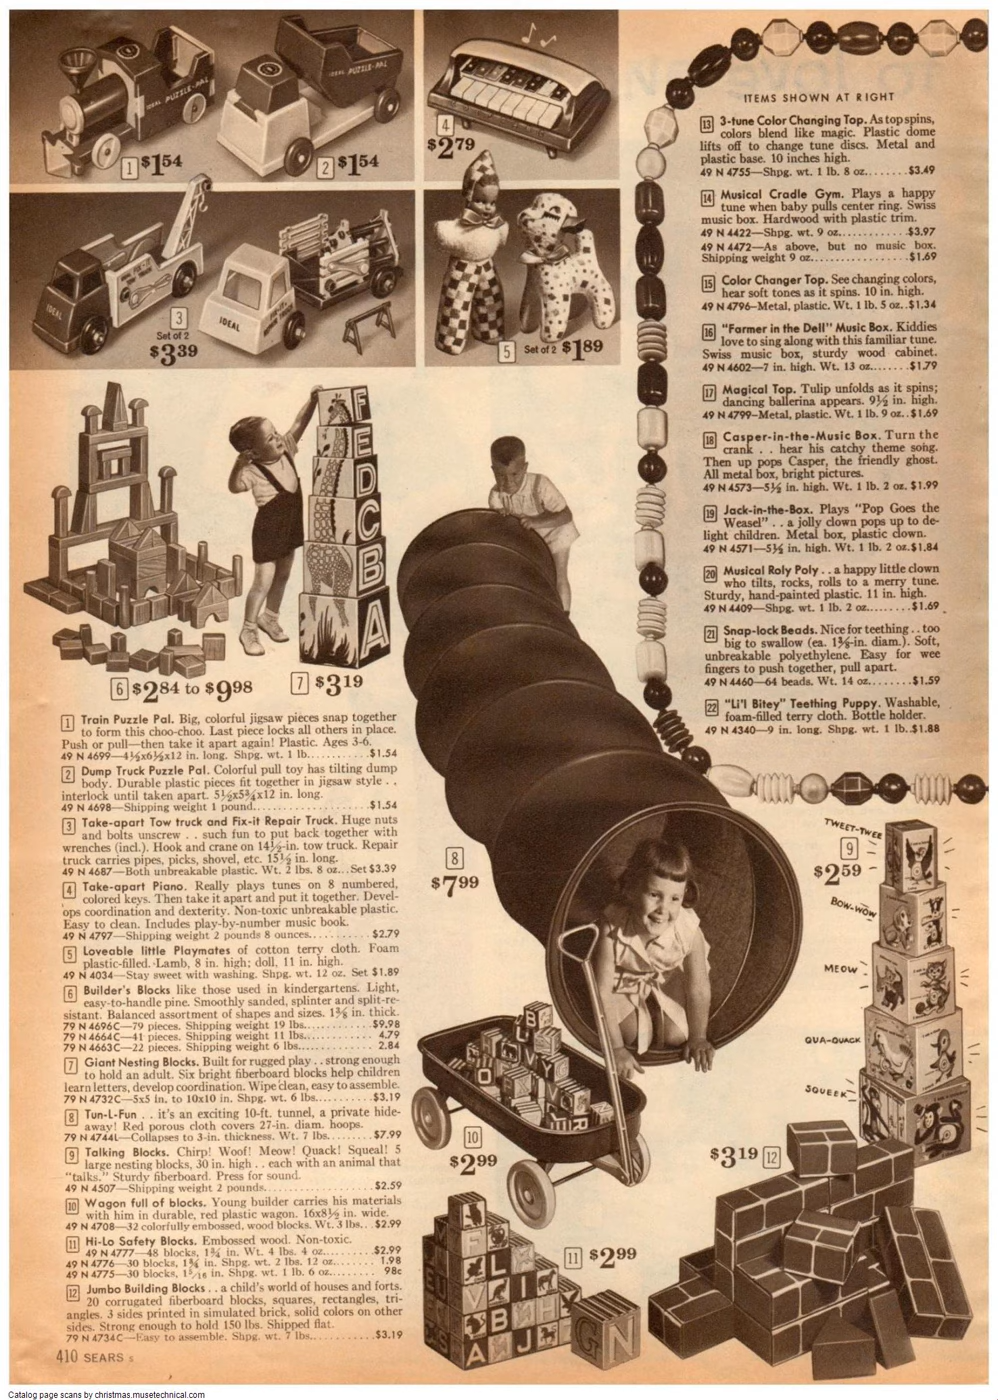 IDEAL PUZZLE-PAL
IDEAL PUZZLE-PAL
1 $1.54
2 $1.54
4
$2.79
IDEAL
IDEAL
3
Set of 2
$3.39
5 Set of 2 $1.89
F
E
D
C
B
A
6 $2.84 to $9.98
7 $3.19
ITEMS SHOWN AT RIGHT
13 3-tune Color Changing Top. As top spins,
colors blend like magic. Plastic dome
lifts off to change tune discs. Metal and
plastic base. 10 inches high.
49 N 4755—Shpg. wt. 1 lb. 8 oz........$3.49
14 Musical Cradle Gym. Plays a happy
tune when baby pulls center ring. Swiss
music box. Hardwood with plastic trim.
49 N 4422—Shpg. wt. 9 oz............$3.97
49 N 4472—As above, but no music box.
Shipping weight 9 oz................$1.69
15 Color Changer Top. See changing colors,
hear soft tones as it spins. 10 in. high.
49 N 4796—Metal, plastic. Wt. 1 lb. 5 oz..$1.34
16 "Farmer in the Dell" Music Box. Kiddies
love to sing along with this familiar tune.
Swiss music box, sturdy wood cabinet.
49 N 4602—7 in. high. Wt. 13 oz.......$1.79
17 Magical Top. Tulip unfolds as it spins;
dancing ballerina appears. 9½ in. high.
49 N 4799—Metal, plastic. Wt. 1 lb. 9 oz..$1.69
18 Casper-in-the-Music Box. Turn the
crank . . hear his catchy theme song.
Then up pops Casper, the friendly ghost.
All metal box, bright pictures.
49 N 4573—5½ in. high. Wt. 1 lb. 2 oz. $1.99
19 Jack-in-the-Box. Plays "Pop Goes the
Weasel" . . a jolly clown pops up to de-
light children. Metal box, plastic clown.
49 N 4571—5½ in. high. Wt. 1 lb. 2 oz.$1.84
20 Musical Roly Poly . . a happy little clown
who tilts, rocks, rolls to a merry tune.
Sturdy, hand-painted plastic. 11 in. high.
49 N 4409—Shpg. wt. 1 lb. 2 oz........$1.69
21 Snap-lock Beads. Nice for teething . . too
big to swallow (ea. 1⅜-in. diam.). Soft,
unbreakable polyethylene. Easy for wee
fingers to push together, pull apart.
49 N 4460—64 beads. Wt. 14 oz........$1.59
22 "Li'l Bitey" Teething Puppy. Washable,
foam-filled terry cloth. Bottle holder.
49 N 4340—9 in. long. Shpg. wt. 1 lb..$1.88
1 Train Puzzle Pal. Big, colorful jigsaw pieces snap together
to form this choo-choo. Last piece locks all others in place.
Push or pull—then take it apart again! Plastic. Ages 3-6.
49 N 4699—4½x6½x12 in. long. Shpg. wt. 1 lb............$1.54
2 Dump Truck Puzzle Pal. Colorful pull toy has tilting dump
body. Durable plastic pieces fit together in jigsaw style . .
interlock until taken apart. 5½x5¾x12 in. long.
49 N 4698—Shipping weight 1 pound....................$1.54
3 Take-apart Tow truck and Fix-it Repair Truck. Huge nuts
and bolts unscrew . . such fun to put back together with
wrenches (incl.). Hook and crane on 14½-in. tow truck. Repair
truck carries pipes, picks, shovel, etc. 15½ in. long.
49 N 4687—Both unbreakable plastic. Wt. 2 lbs. 8 oz...Set $3.39
4 Take-apart Piano. Really plays tunes on 8 numbered,
colored keys. Then take it apart and put it together. Devel-
ops coordination and dexterity. Non-toxic unbreakable plastic.
Easy to clean. Includes play-by-number music book.
49 N 4797—Shipping weight 2 pounds 8 ounces...........$2.79
5 Loveable little Playmates of cotton terry cloth. Foam
plastic-filled. Lamb, 8 in. high; doll, 11 in. high.
49 N 4034—Stay sweet with washing. Shpg. wt. 12 oz. Set $1.89
6 Builder's Blocks like those used in kindergartens. Light,
easy-to-handle pine. Smoothly sanded, splinter and split-re-
sistant. Balanced assortment of shapes and sizes. 1⅜ in. thick.
79 N 4696C—79 pieces. Shipping weight 19 lbs............$9.98
79 N 4664C—41 pieces. Shipping weight 11 lbs............ 4.79
79 N 4663C—22 pieces. Shipping weight 6 lbs............. 2.84
7 Giant Nesting Blocks. Built for rugged play . . strong enough
to hold an adult. Six bright fiberboard blocks help children
learn letters, develop coordination. Wipe clean, easy to assemble.
79 N 4732C—5x5 in. to 10x10 in. Shpg. wt. 6 lbs..........$3.19
8 Tun-L-Fun . . it's an exciting 10-ft. tunnel, a private hide-
away! Red porous cloth covers 27-in. diam. hoops.
79 N 4744L—Collapses to 3-in. thickness. Wt. 7 lbs........$7.99
9 Talking Blocks. Chirp! Woof! Meow! Quack! Squeal! 5
large nesting blocks, 30 in. high . . each with an animal that
"talks." Sturdy fiberboard. Press for sound.
49 N 4507—Shipping weight 2 pounds...................$2.59
10 Wagon full of blocks. Young builder carries his materials
with him in durable, red plastic wagon. 16x8½ in. wide.
49 N 4708—32 colorfully embossed, wood blocks. Wt. 3 lbs...$2.99
11 Hi-Lo Safety Blocks. Embossed wood. Non-toxic.
49 N 4777—48 blocks, 1¾ in. Wt. 4 lbs. 4 oz.........$2.99
49 N 4776—30 blocks, 1¾ in. Shpg. wt. 2 lbs. 12 oz........ 1.98
49 N 4775—30 blocks, in. Shpg. wt. 1 lb. 6 oz......... 98c
12 Jumbo Building Blocks . . a child's world of houses and forts.
20 corrugated fiberboard blocks, squares, rectangles, tri-
angles. 3 sides printed in simulated brick, solid colors on other
sides. Strong enough to hold 150 lbs. Shipped flat.
79 N 4734C—Easy to assemble. Shpg. wt. 7 lbs...........$3.19
8
$7.99
TWEET-TWEE
9
$2.59
BOW-WOW
MEOW
QUA-QUACK
SQUEEK
10
$2.99
$3.19 12
11 $2.99
L
V I
B H
A J
G N
410 SEARS s
Catalog page scans by christmas.musetechnical.com